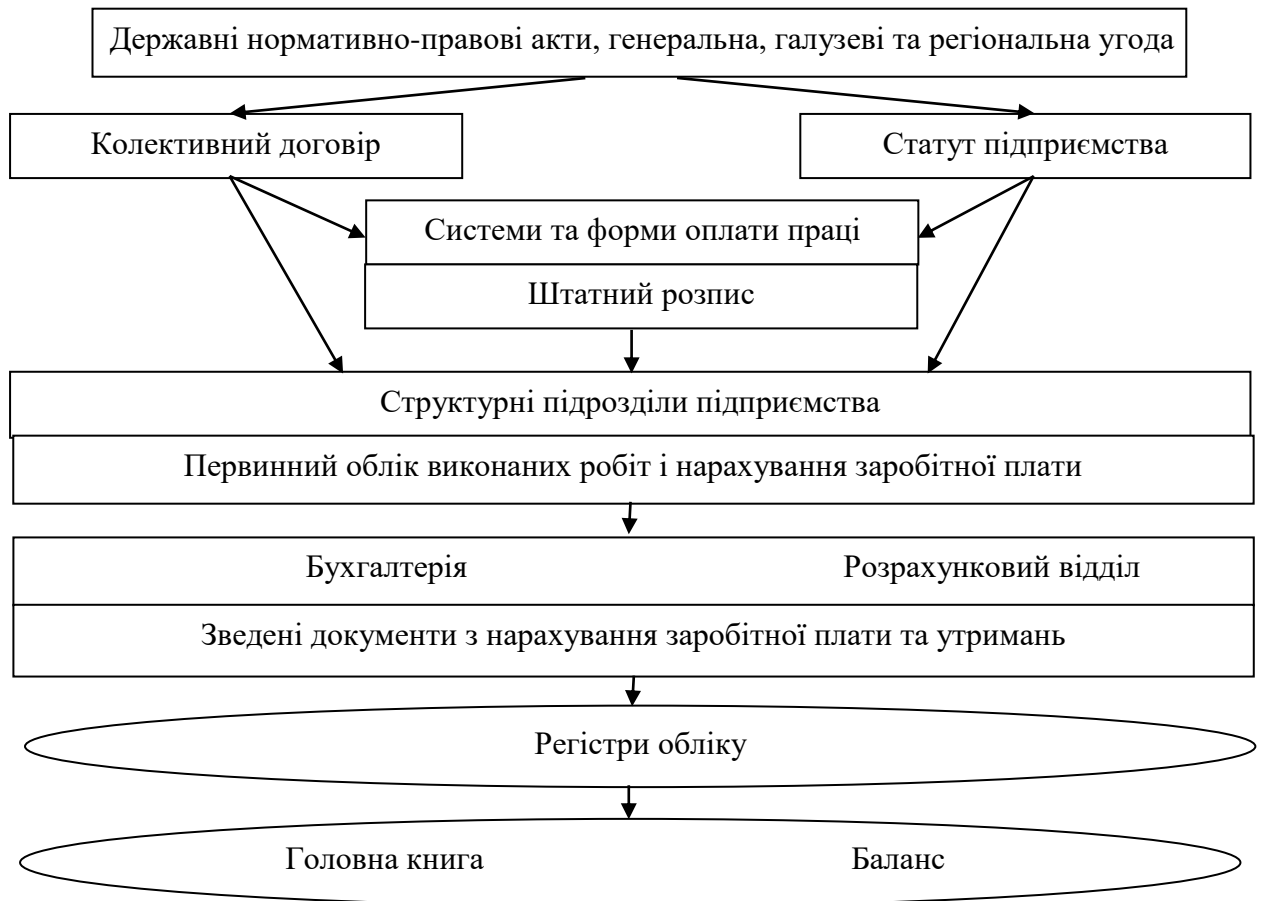 Державні нормативно-правові акти, генеральна, галузеві та регіональна угода
Колективний договір
Статут підприємства
Системи та форми оплати праці
Штатний розпис
Структурні підрозділи підприємства
Первинний облік виконаних робіт і нарахування заробітної плати
Бухгалтерія
Розрахунковий відділ
Зведені документи з нарахування заробітної плати та утримань
Регістри обліку
Головна книга
Баланс